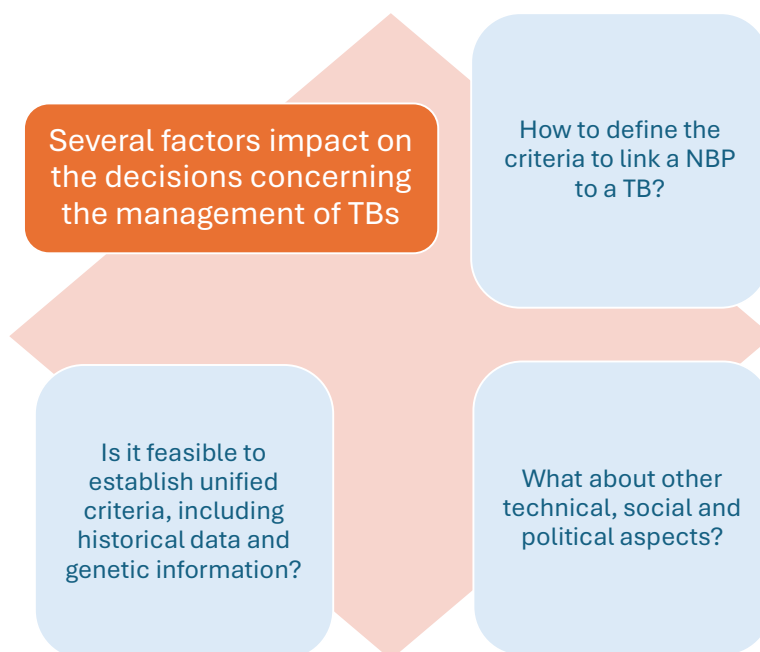 Several factors impact on
the decisions concerning
the management of TBs
How to define the
criteria to link a NBP
to a TB?
Is it feasible to
establish unified
criteria, including
historical data and
genetic information?
What about other
technical, social and
political aspects?